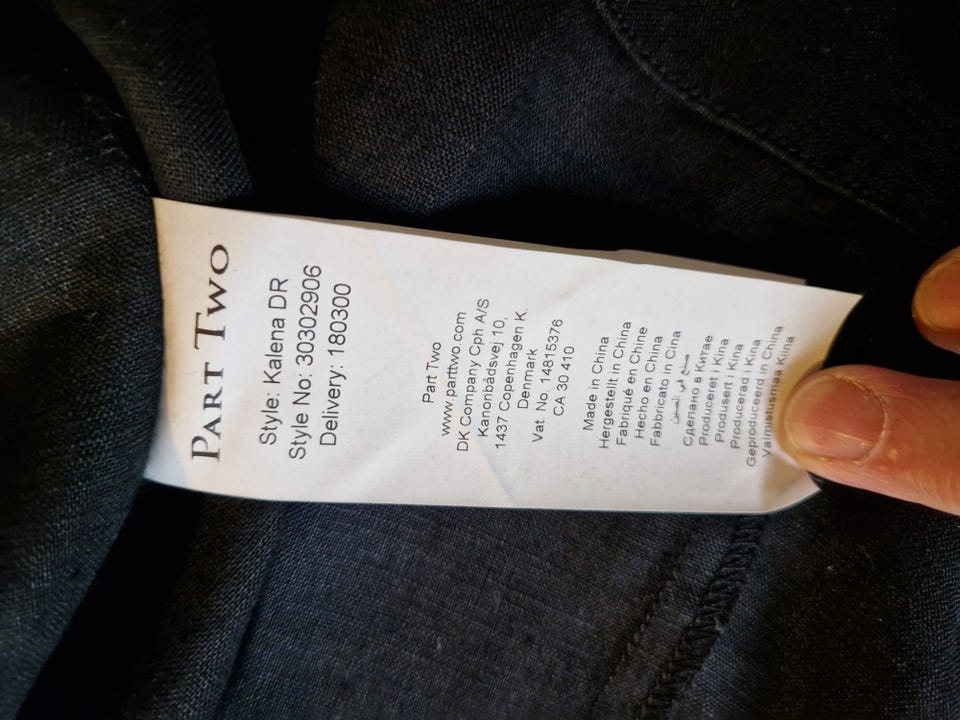 PART TWO
Style: Kalena DR
Style No: 30302906
Delivery: 180300
Part Two
www.parttwo.com
DK Company Cph A/S
Kanonbådsvej 10,
1437 Copenhagen K.
Denmark
Vat. No 14815376
CA 30 410
Made in China
Hergestellt in China
Fabriqué en Chine
Hecho en China
Fabbricato in Cina
صنع في الصين
Сделано в Китае
Produceret i Kina
Produsert i Kina
Producerad i Kina
Geproduceerd in China
Valmistusmaa Kiina